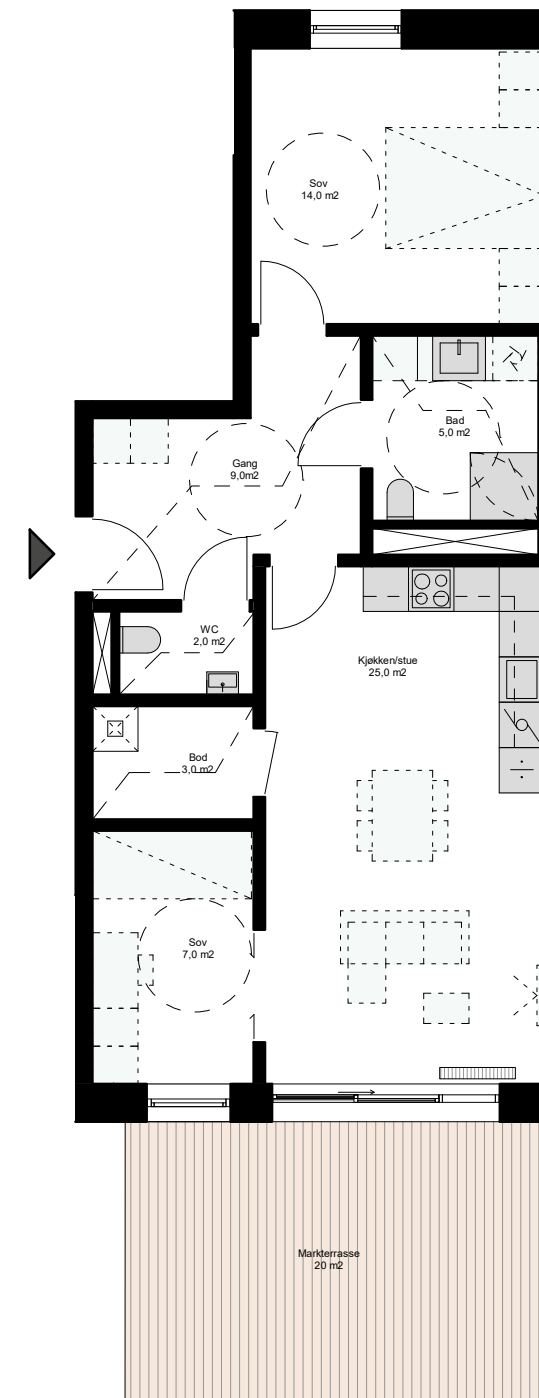 Sov
14,0 m2
Bad
5,0 m2
Gang
9,0m2
WC
2,0 m2
Kjøkken/stue
25,0 m2
Bod
3,0 m2
Sov
7,0 m2
Markterrasse
20 m2